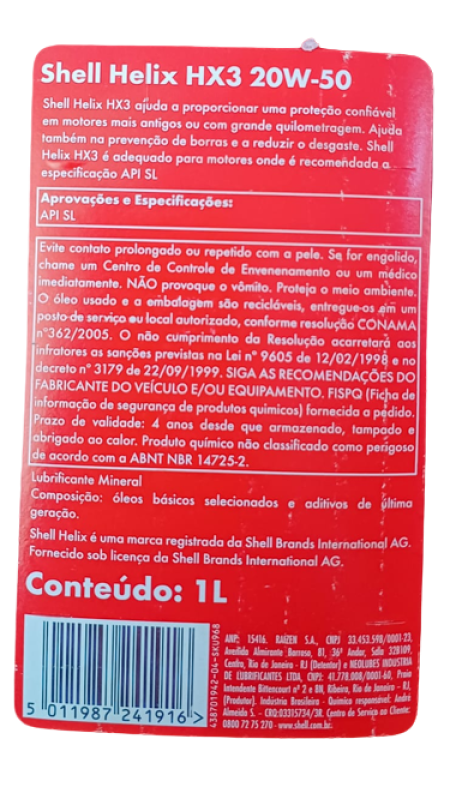 Shell Helix HX3 20W-50
Shell Helix HX3 ajuda a proporcionar uma proteção confiável
em motores mais antigos ou com grande quilometragem. Ajuda
também na prevenção de borras e a reduzir o desgaste. Shell
Helix HX3 é adequado para motores onde é recomendada a
especificação API SL
Aprovações e Especificações:
API SL
Evite contato prolongado ou repetido com a pele. Se for engolido,
chame um Centro de Controle de Envenenamento ou um médico
imediatamente. NÃO provoque o vômito. Proteja o meio ambiente.
O óleo usado e a embalagem são recicláveis, entregue-os em um
posto de serviço ou local autorizado, conforme resolução CONAMA
nº362/2005. O não cumprimento da Resolução acarretará aos
infratores as sanções previstas na Lei nº 9605 de 12/02/1998 e no
decreto nº 3179 de 22/09/1999. SIGA AS RECOMENDAÇÕES DO
FABRICANTE DO VEÍCULO E/OU EQUIPAMENTO. FISPQ (Ficha de
informação de segurança de produtos químicos) fornecida a pedido.
Prazo de validade: 4 anos desde que armazenado, tampado e
abrigado ao calor. Produto químico não classificado como perigoso
de acordo com a ABNT NBR 14725-2.
Lubrificante Mineral
Composição: óleos básicos selecionados e aditivos de última
geração.
Shell Helix é uma marca registrada da Shell Brands International AG.
Fornecido sob licença da Shell Brands International AG.
Conteúdo: 1L
5 011987 241916 >
438701942-04-SKU968
ANP: 15416. RAÍZEN S.A., CNPJ 33.453.598/0001-23,
Avenida Almirante Barroso, 81, 36º Andar, Sala 32B109,
Centro, Rio de Janeiro - RJ (Detentor) e NEOLUBES INDÚSTRIA
DE LUBRIFICANTES LTDA, CNPJ: 41.778.008/0001-60, Praia
Intendente Bittencourt nº 2 e 8N, Ribeira, Rio de Janeiro - RJ,
(Produtor). Indústria Brasileira - Químico responsável: André
Almeida S. - CRQ:03315734/3R. Centro de Serviço ao Cliente:
0800 72 75 270 - www.shell.com.br.